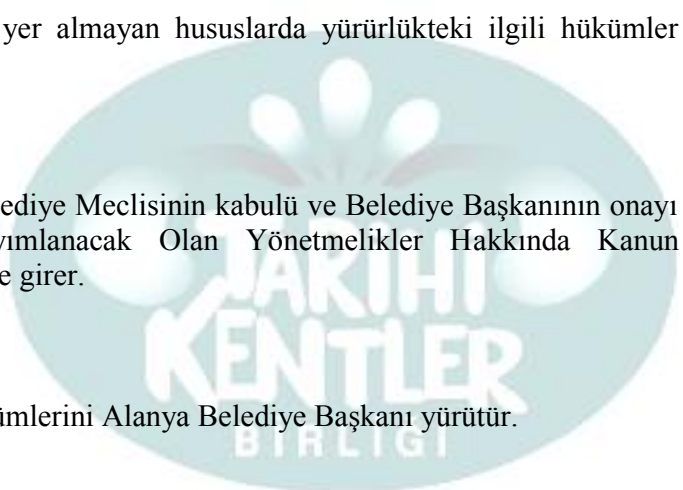 yer almayan hususlarda yürürlükteki ilgili hükümler
ediye Meclisinin kabulü ve Belediye Başkanının onayı
yımlanacak Olan Yönetmelikler Hakkında Kanun
e girer.
TARİHİ
KENTLER
BİRLİĞİ
ümlerini Alanya Belediye Başkanı yürütür.